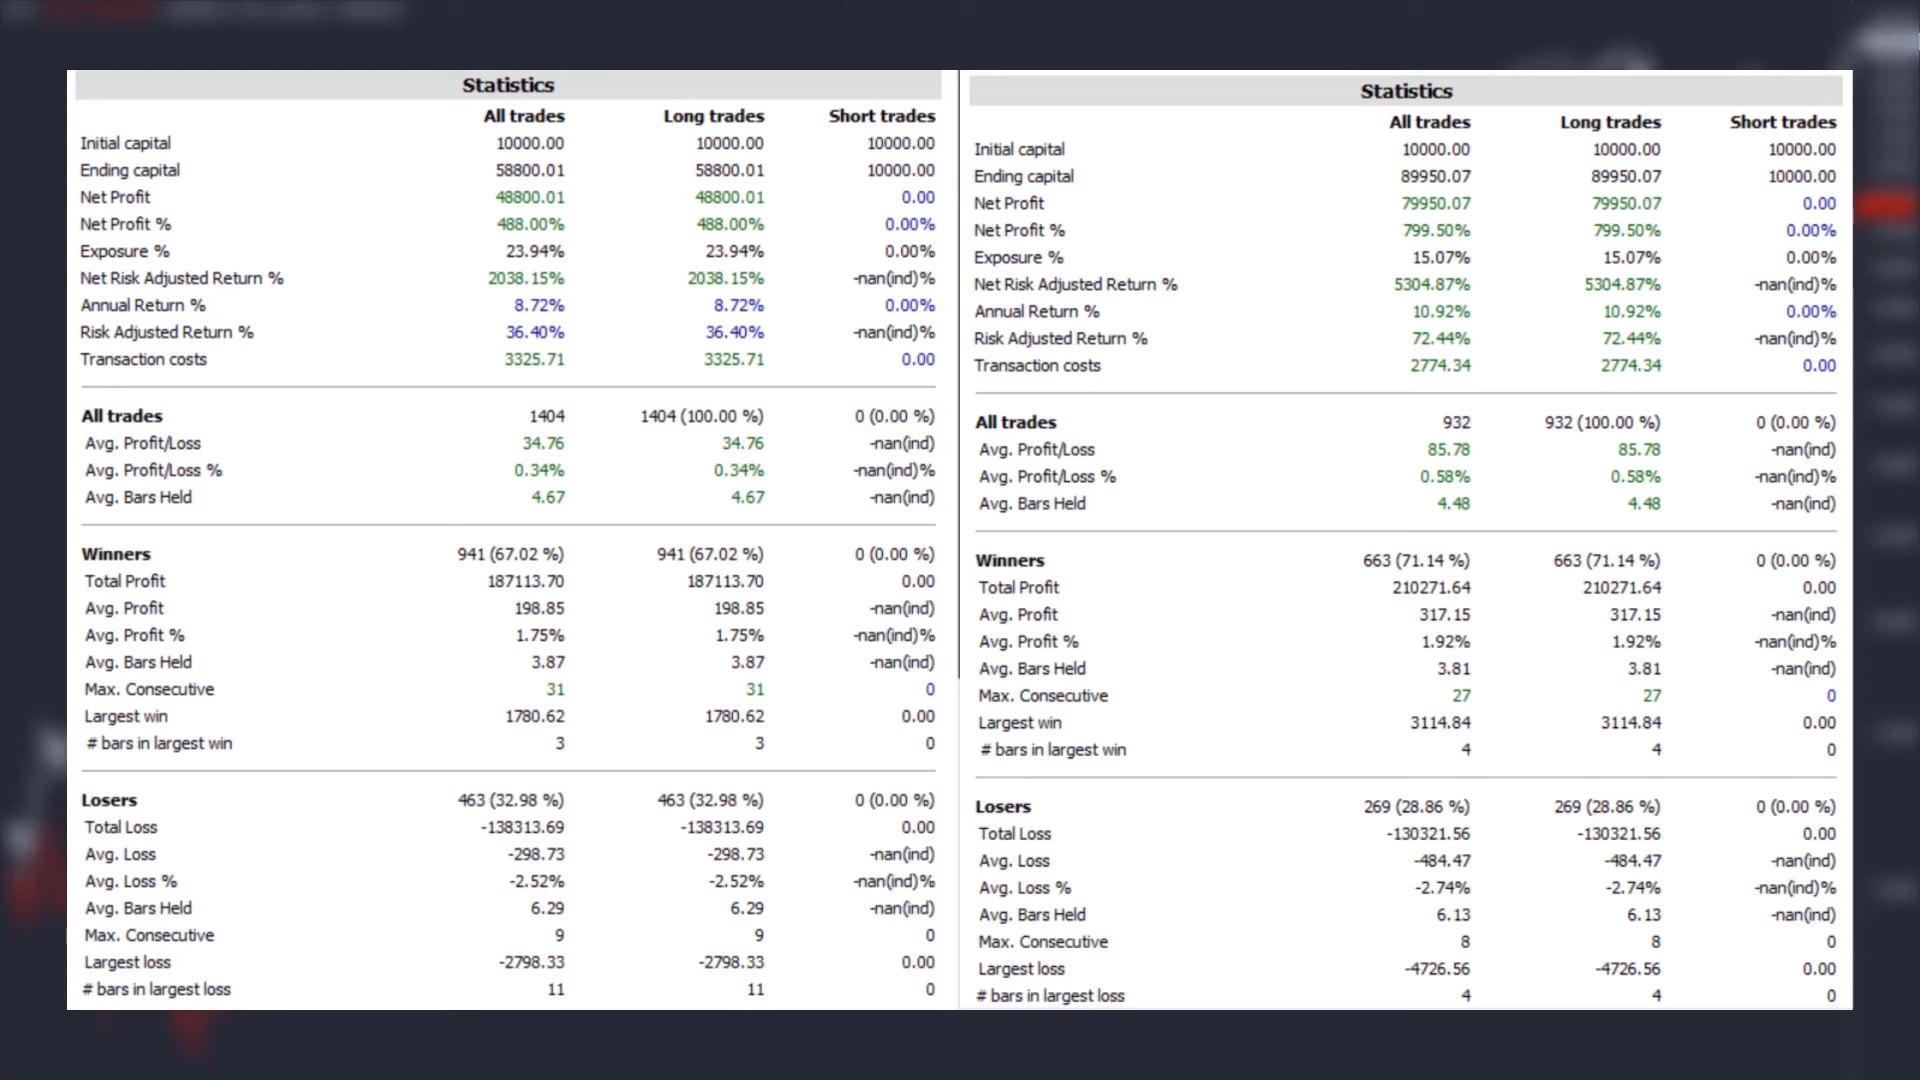 Statistics
All trades Long trades Short trades
Initial capital 10000.00 10000.00 10000.00
Ending capital 58800.01 58800.01 10000.00
Net Profit 48800.01 48800.01 0.00
Net Profit % 488.00% 488.00% 0.00%
Exposure % 23.94% 23.94% 0.00%
Net Risk Adjusted Return % 2038.15% 2038.15% -nan(ind)%
Annual Return % 8.72% 8.72% 0.00%
Risk Adjusted Return % 36.40% 36.40% -nan(ind)%
Transaction costs 3325.71 3325.71 0.00
All trades 1404 1404 (100.00 %) 0 (0.00 %)
Avg. Profit/Loss 34.76 34.76 -nan(ind)
Avg. Profit/Loss % 0.34% 0.34% -nan(ind)%
Avg. Bars Held 4.67 4.67 -nan(ind)
Winners 941 (67.02 %) 941 (67.02 %) 0 (0.00 %)
Total Profit 187113.70 187113.70 0.00
Avg. Profit 198.85 198.85 -nan(ind)
Avg. Profit % 1.75% 1.75% -nan(ind)%
Avg. Bars Held 3.87 3.87 -nan(ind)
Max. Consecutive 31 31 0
Largest win 1780.62 1780.62 0.00
# bars in largest win 3 3 0
Losers 463 (32.98 %) 463 (32.98 %) 0 (0.00 %)
Total Loss -138313.69 -138313.69 0.00
Avg. Loss -298.73 -298.73 -nan(ind)
Avg. Loss % -2.52% -2.52% -nan(ind)%
Avg. Bars Held 6.29 6.29 -nan(ind)
Max. Consecutive 9 9 0
Largest loss -2798.33 -2798.33 0.00
# bars in largest loss 11 11 0
Statistics
All trades Long trades Short trades
Initial capital 10000.00 10000.00 10000.00
Ending capital 89950.07 89950.07 10000.00
Net Profit 79950.07 79950.07 0.00
Net Profit % 799.50% 799.50% 0.00%
Exposure % 15.07% 15.07% 0.00%
Net Risk Adjusted Return % 5304.87% 5304.87% -nan(ind)%
Annual Return % 10.92% 10.92% 0.00%
Risk Adjusted Return % 72.44% 72.44% -nan(ind)%
Transaction costs 2774.34 2774.34 0.00
All trades 932 932 (100.00 %) 0 (0.00 %)
Avg. Profit/Loss 85.78 85.78 -nan(ind)
Avg. Profit/Loss % 0.58% 0.58% -nan(ind)%
Avg. Bars Held 4.48 4.48 -nan(ind)
Winners 663 (71.14 %) 663 (71.14 %) 0 (0.00 %)
Total Profit 210271.64 210271.64 0.00
Avg. Profit 317.15 317.15 -nan(ind)
Avg. Profit % 1.92% 1.92% -nan(ind)%
Avg. Bars Held 3.81 3.81 -nan(ind)
Max. Consecutive 27 27 0
Largest win 3114.84 3114.84 0.00
# bars in largest win 4 4 0
Losers 269 (28.86 %) 269 (28.86 %) 0 (0.00 %)
Total Loss -130321.56 -130321.56 0.00
Avg. Loss -484.47 -484.47 -nan(ind)
Avg. Loss % -2.74% -2.74% -nan(ind)%
Avg. Bars Held 6.13 6.13 -nan(ind)
Max. Consecutive 8 8 0
Largest loss -4726.56 -4726.56 0.00
# bars in largest loss 4 4 0